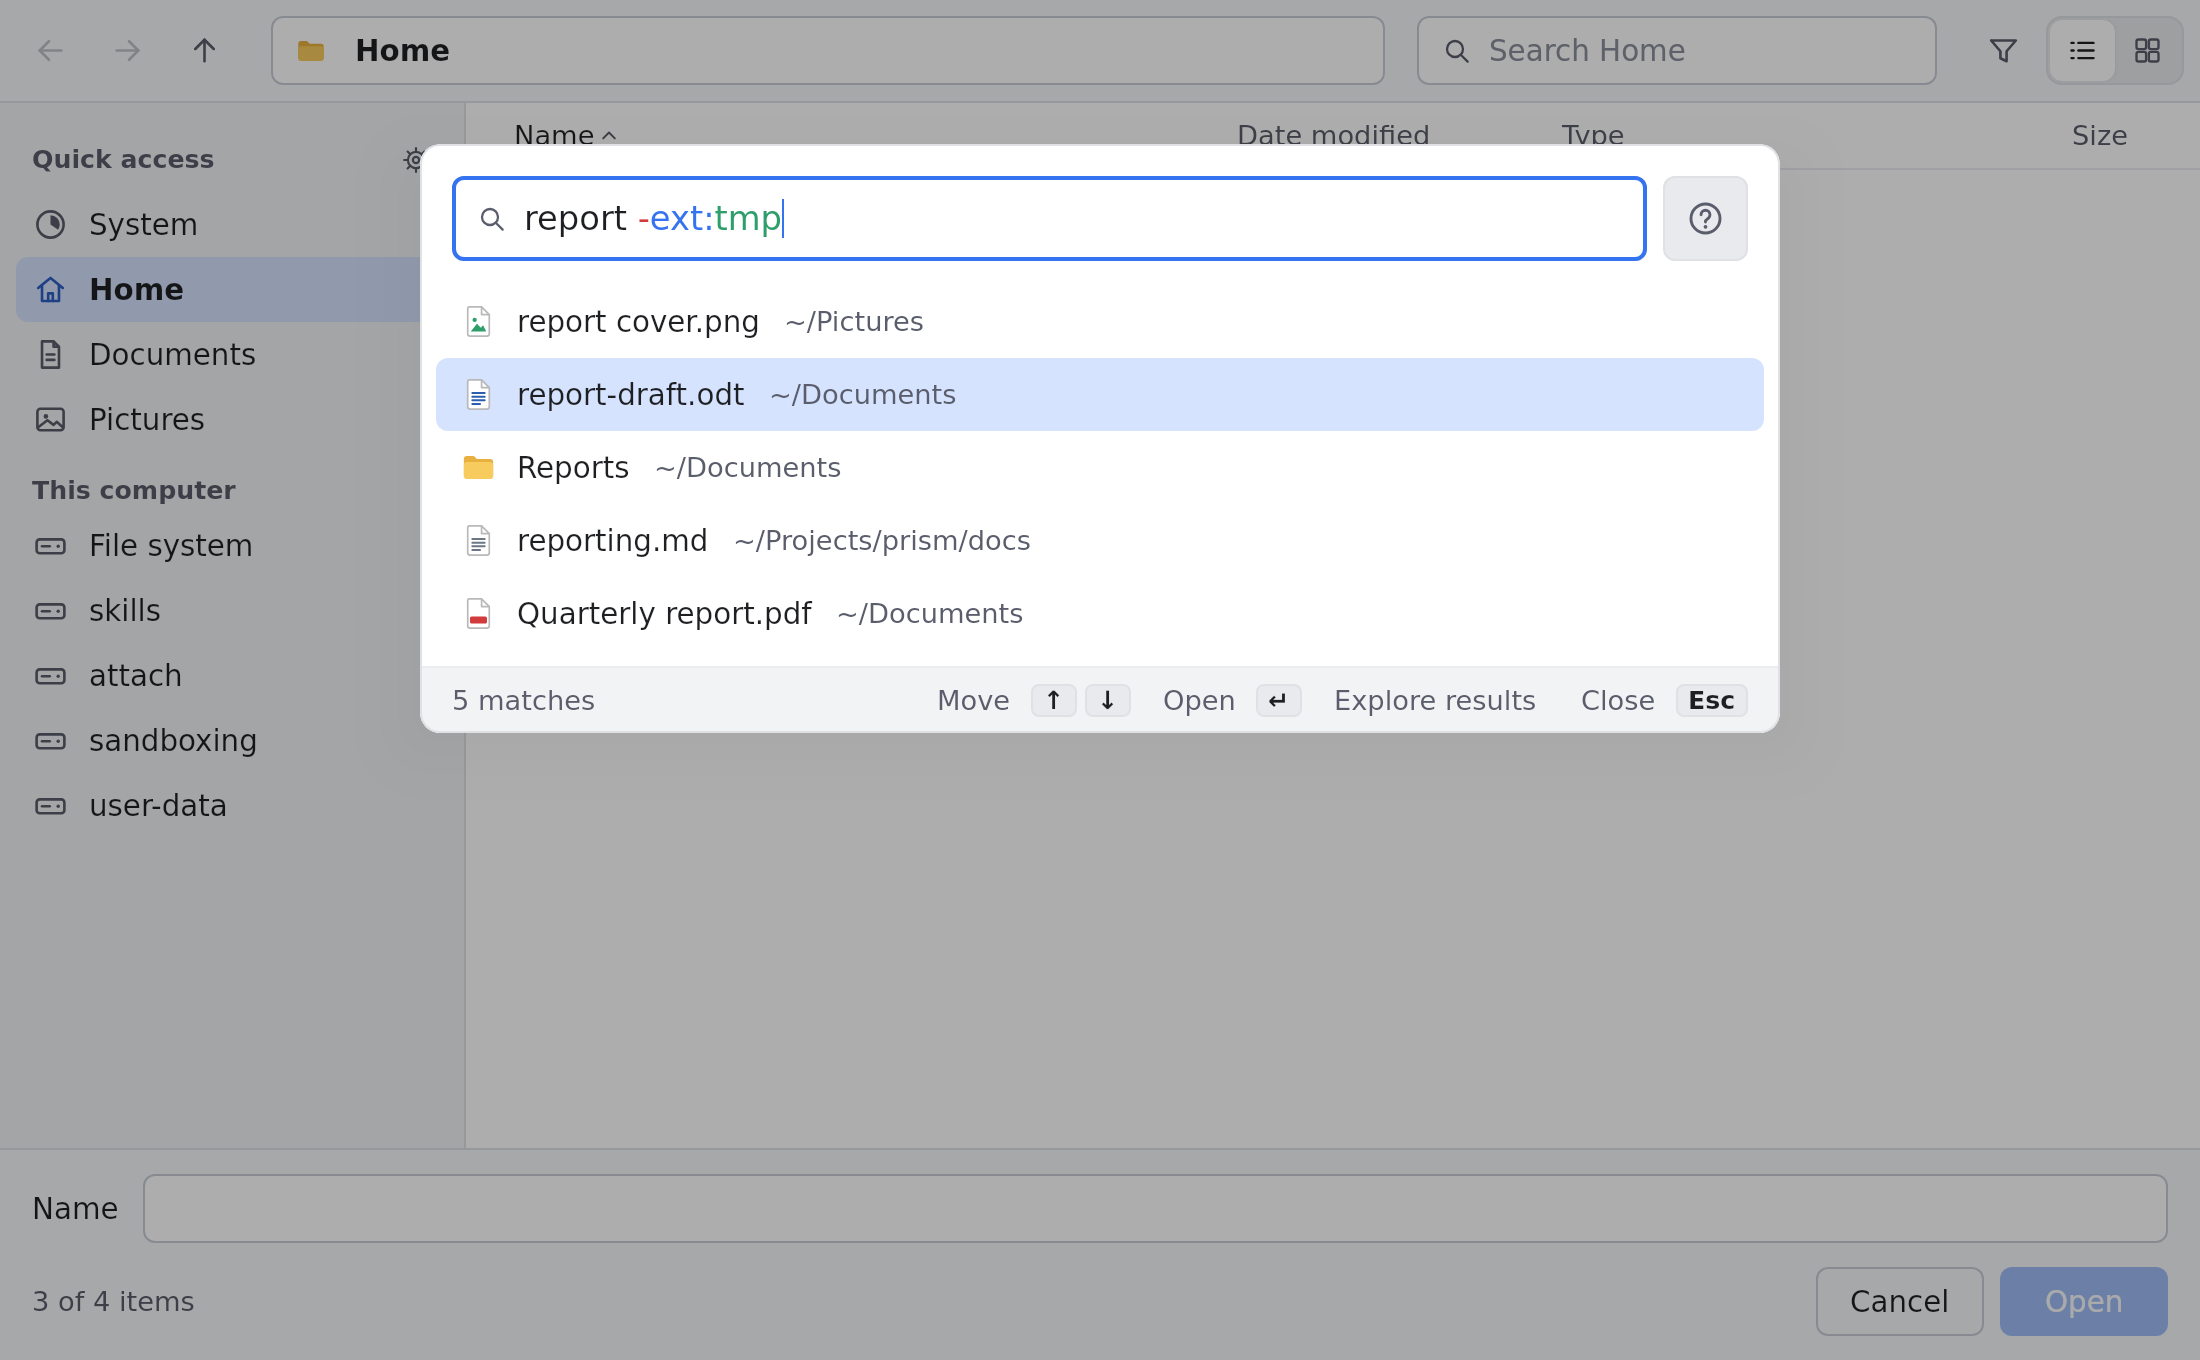 Home
Search Home
Name Date modified Type Size
Quick access
System
Home
Documents
Pictures
This computer
File system
skills
attach
sandboxing
user-data
report -ext:tmp
report cover.png ~/Pictures
report-draft.odt ~/Documents
Reports ~/Documents
reporting.md ~/Projects/prism/docs
Quarterly report.pdf ~/Documents
5 matches Move ↑ ↓ Open ↵ Explore results Close Esc
Name
3 of 4 items
Cancel Open